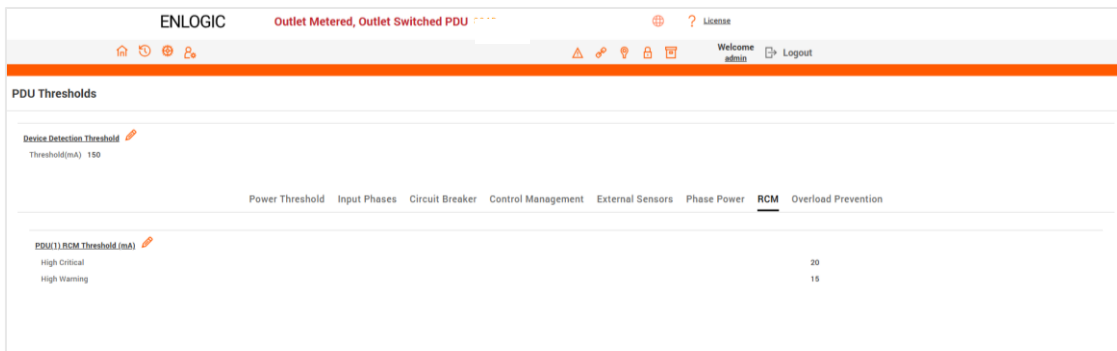 ENLOGIC Outlet Metered, Outlet Switched PDU ? License
Welcome
admin
Logout
PDU Thresholds
Device Detection Threshold
Threshold(mA) 150
Power Threshold Input Phases Circuit Breaker Control Management External Sensors Phase Power RCM Overload Prevention
PDU(1) RCM Threshold (mA)
High Critical 20
High Warning 15